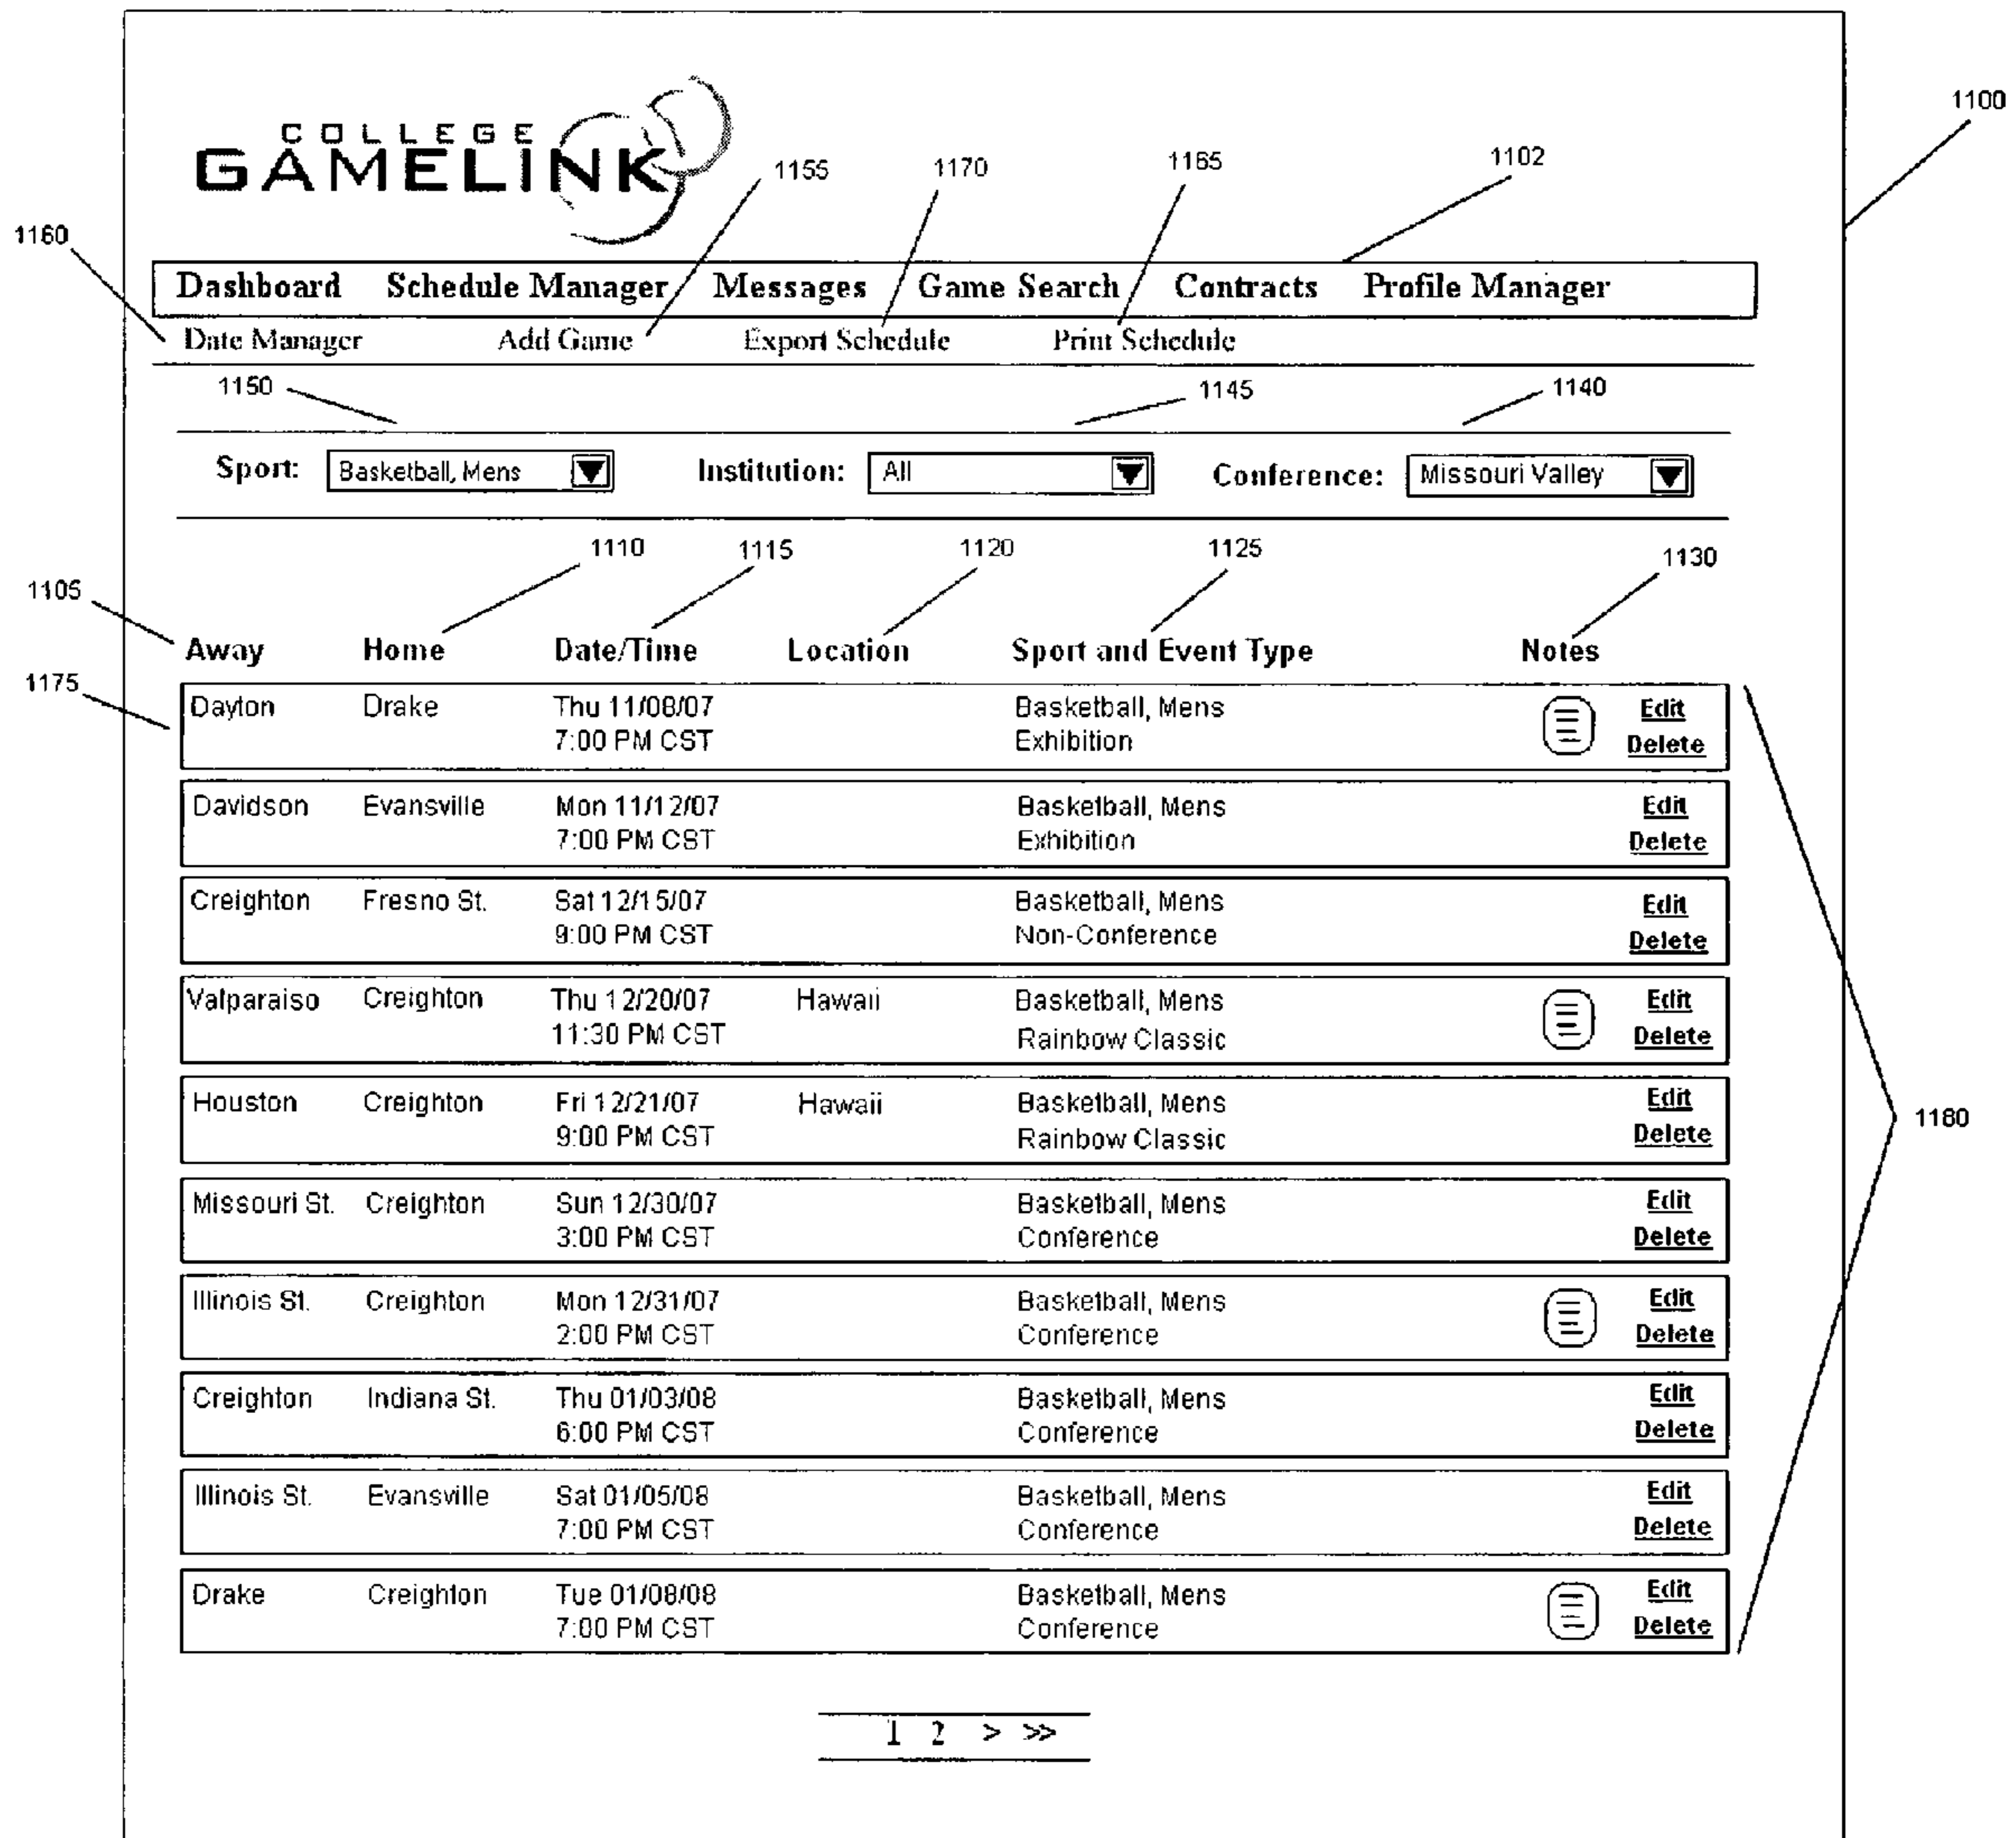 1100
COLLEGE
GAMELINK
1155 1170 1165 1102
1160
Dashboard Schedule Manager Messages Game Search Contracts Profile Manager
Date Manager Add Game Export Schedule Print Schedule
1150 1145 1140
Sport: Basketball, Mens Institution: All Conference: Missouri Valley
1110 1115 1120 1125 1130
1105
Away Home Date/Time Location Sport and Event Type Notes
1175
Dayton Drake Thu 11/08/07 Basketball, Mens Edit
7:00 PM CST Exhibition Delete
Davidson Evansville Mon 11/12/07 Basketball, Mens Edit
7:00 PM CST Exhibition Delete
Creighton Fresno St. Sat 12/15/07 Basketball, Mens Edit
9:00 PM CST Non-Conference Delete
Valparaiso Creighton Thu 12/20/07 Hawaii Basketball, Mens Edit
11:30 PM CST Rainbow Classic Delete
Houston Creighton Fri 12/21/07 Hawaii Basketball, Mens Edit
9:00 PM CST Rainbow Classic Delete
1180
Missouri St. Creighton Sun 12/30/07 Basketball, Mens Edit
3:00 PM CST Conference Delete
Illinois St. Creighton Mon 12/31/07 Basketball, Mens Edit
2:00 PM CST Conference Delete
Creighton Indiana St. Thu 01/03/08 Basketball, Mens Edit
6:00 PM CST Conference Delete
Illinois St. Evansville Sat 01/05/08 Basketball, Mens Edit
7:00 PM CST Conference Delete
Drake Creighton Tue 01/08/08 Basketball, Mens Edit
7:00 PM CST Conference Delete
1 2 > >>